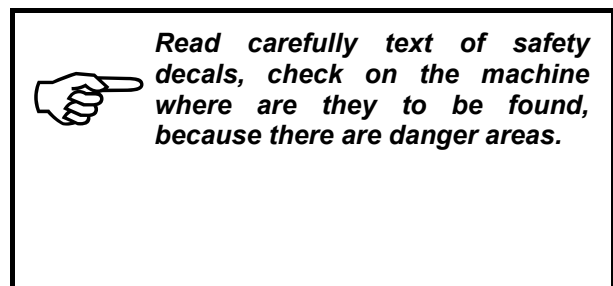 Read carefully text of safety
decals, check on the machine
where are they to be found,
because there are danger areas.